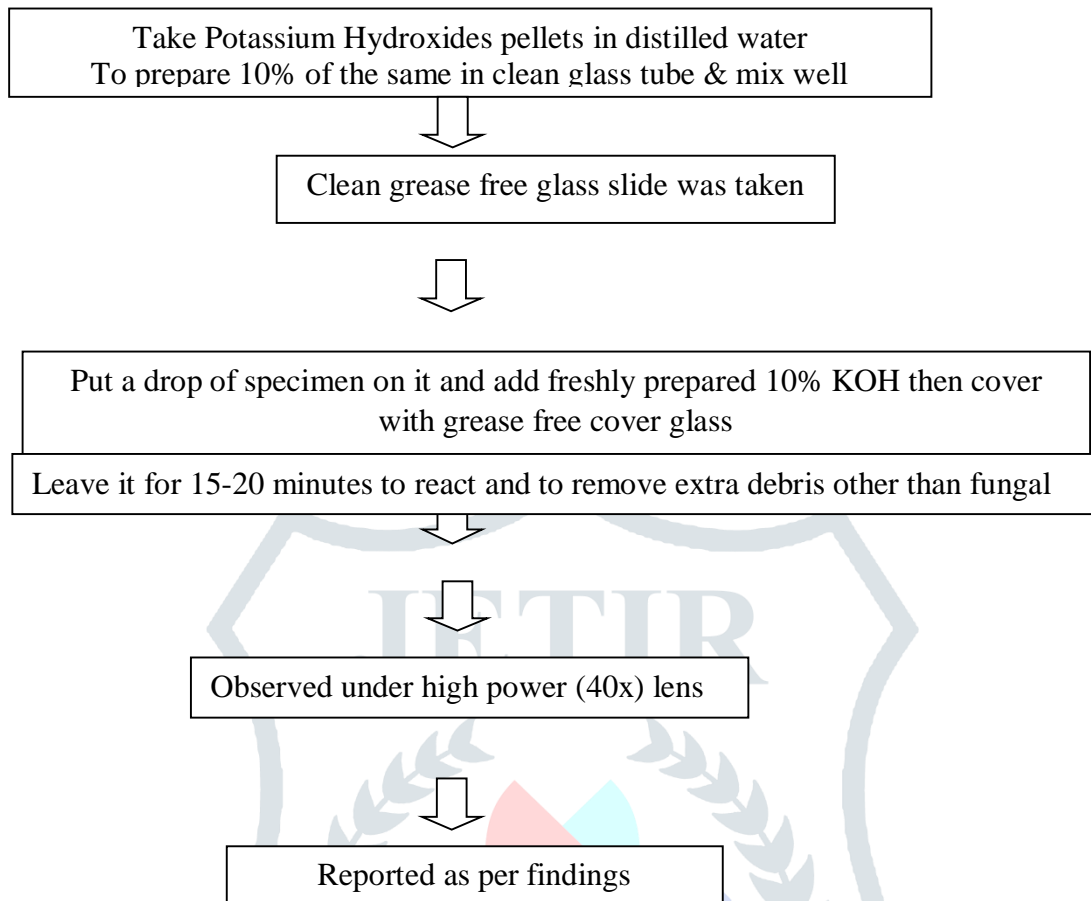 Take Potassium Hydroxides pellets in distilled water
To prepare 10% of the same in clean glass tube & mix well
Clean grease free glass slide was taken
Put a drop of specimen on it and add freshly prepared 10% KOH then cover
with grease free cover glass
Leave it for 15-20 minutes to react and to remove extra debris other than fungal
JETIR
Observed under high power (40x) lens
Reported as per findings